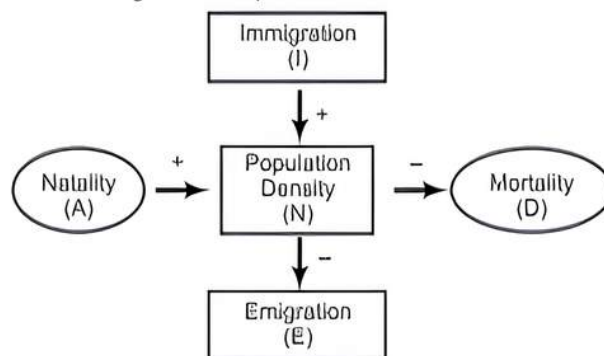 Immigration
(I)
+
Natality
(A)
+
Population
Density
(N)
–
Mortality
(D)
–
Emigration
(E)